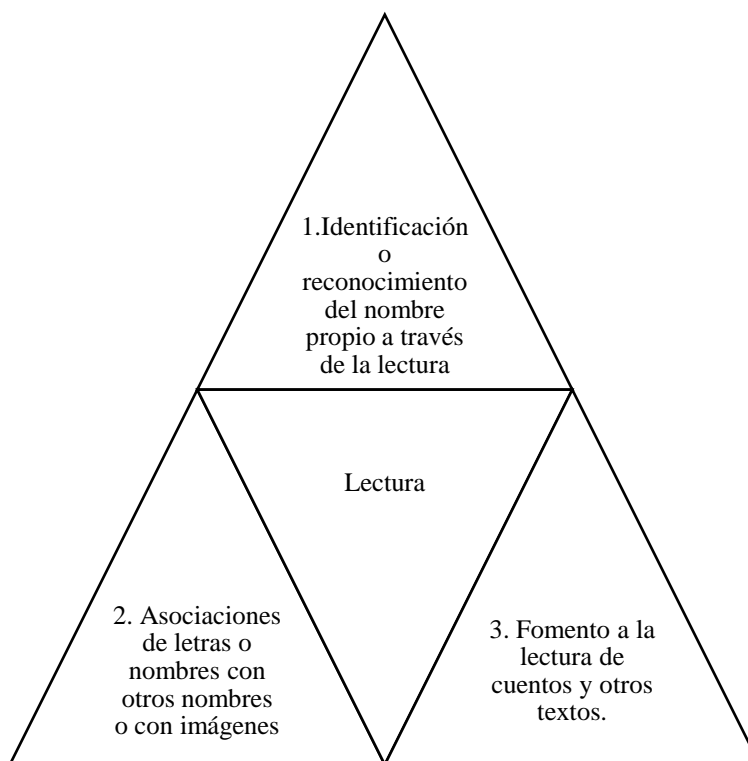 1.Identificación
o
reconocimiento
del nombre
propio a través
de la lectura
Lectura
2. Asociaciones
de letras o
nombres con
otros nombres
o con imágenes
3. Fomento a la
lectura de
cuentos y otros
textos.